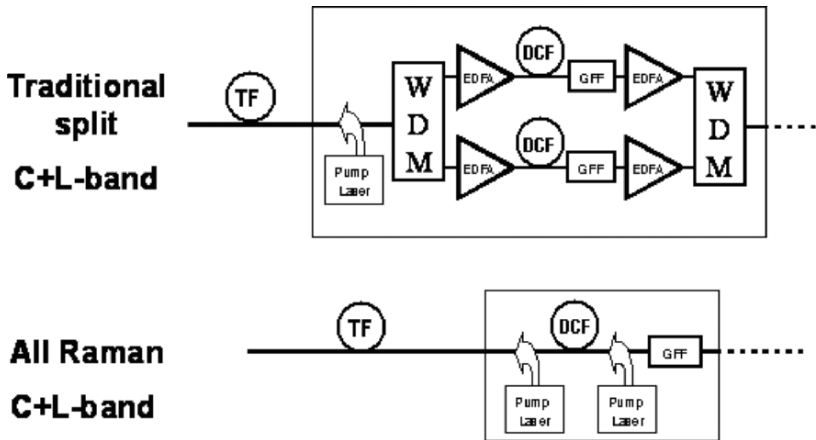 Traditional
split
C+L-band
TF
Pump
Laser
W
D
M
EDFA
DCF
GFF
EDFA
EDFA
DCF
GFF
EDFA
W
D
M
All Raman
C+L-band
TF
DCF
GFF
Pump
Laser
Pump
Laser